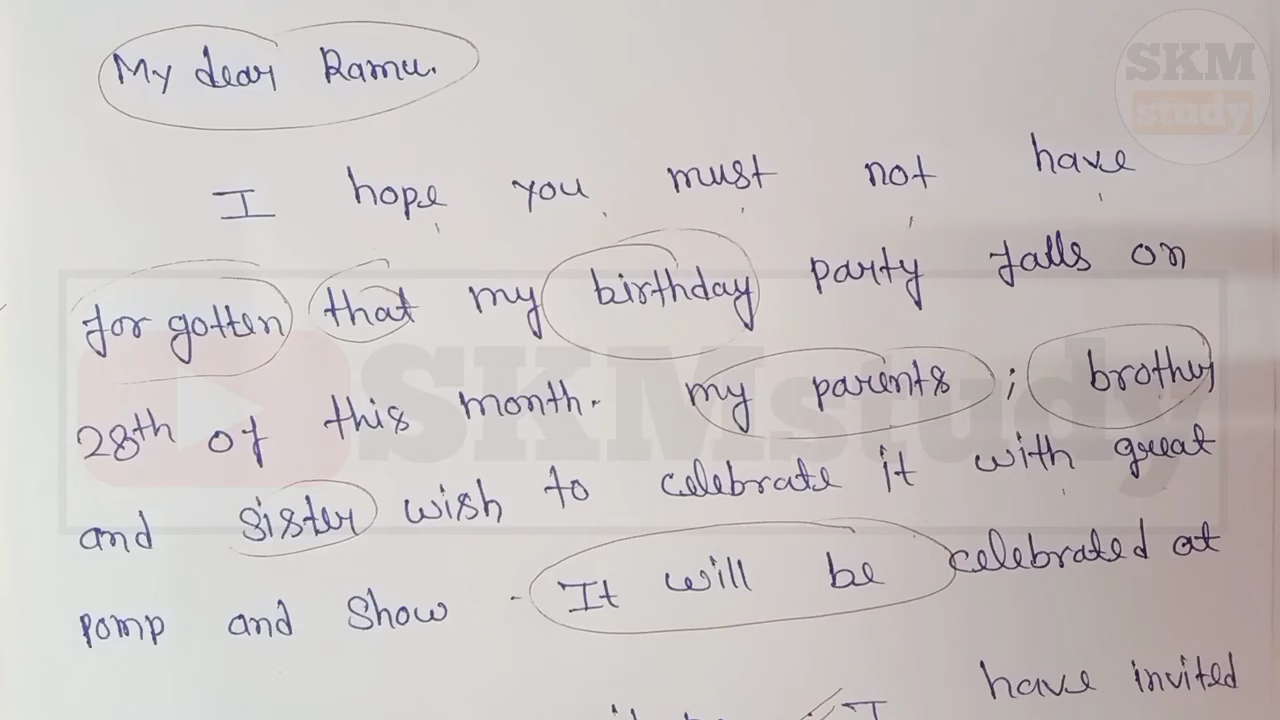 My dear Ramu.
SKM
study
I hope you must not have
forgotten that my birthday party falls on
28th of this month. my parents; brother
and sister wish to celebrate it with great
pomp and show. It will be celebrated at
I have invited
SKMstudy